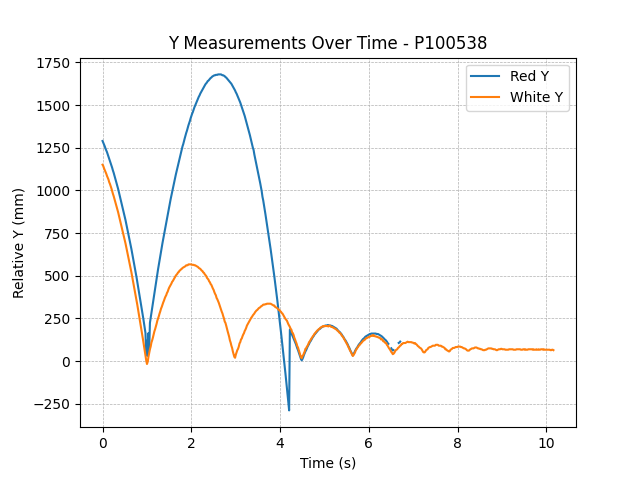 Y Measurements Over Time - P100538
Red Y
White Y
Relative Y (mm)
1750
1500
1250
1000
750
500
250
0
−250
0 2 4 6 8 10
Time (s)